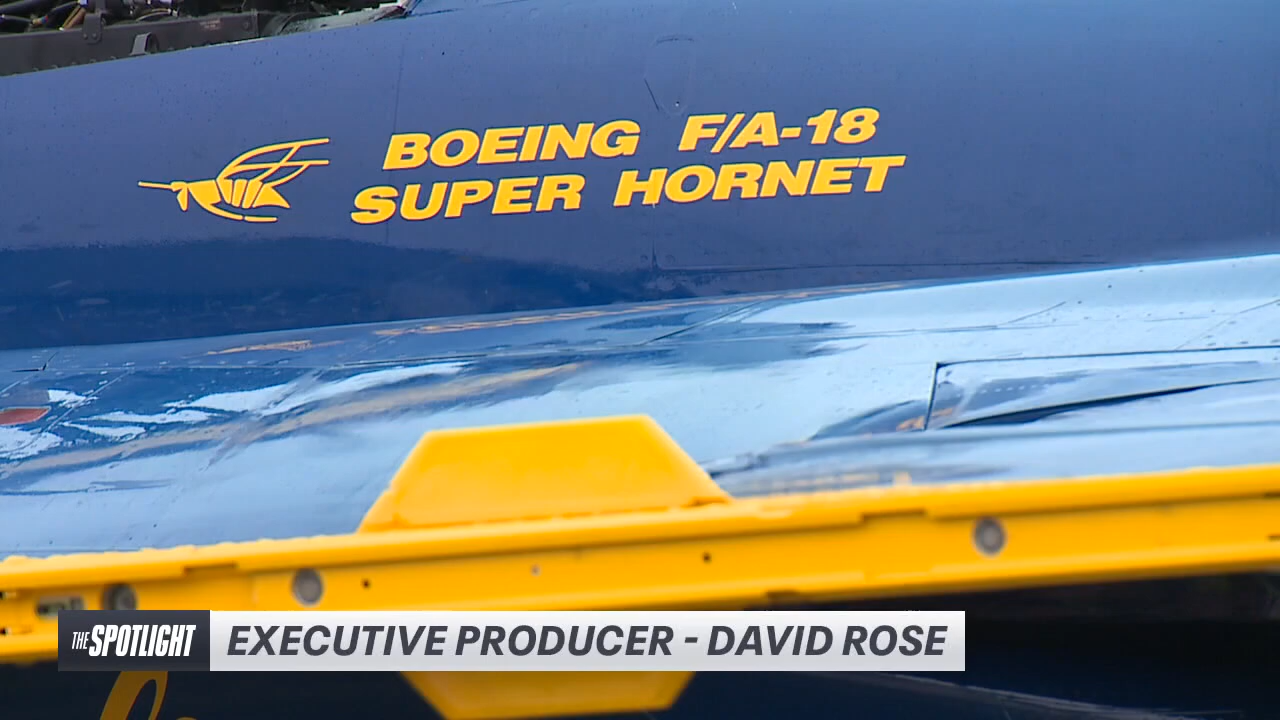 BOEING F/A-18
SUPER HORNET
THE SPOTLIGHT
EXECUTIVE PRODUCER - DAVID ROSE